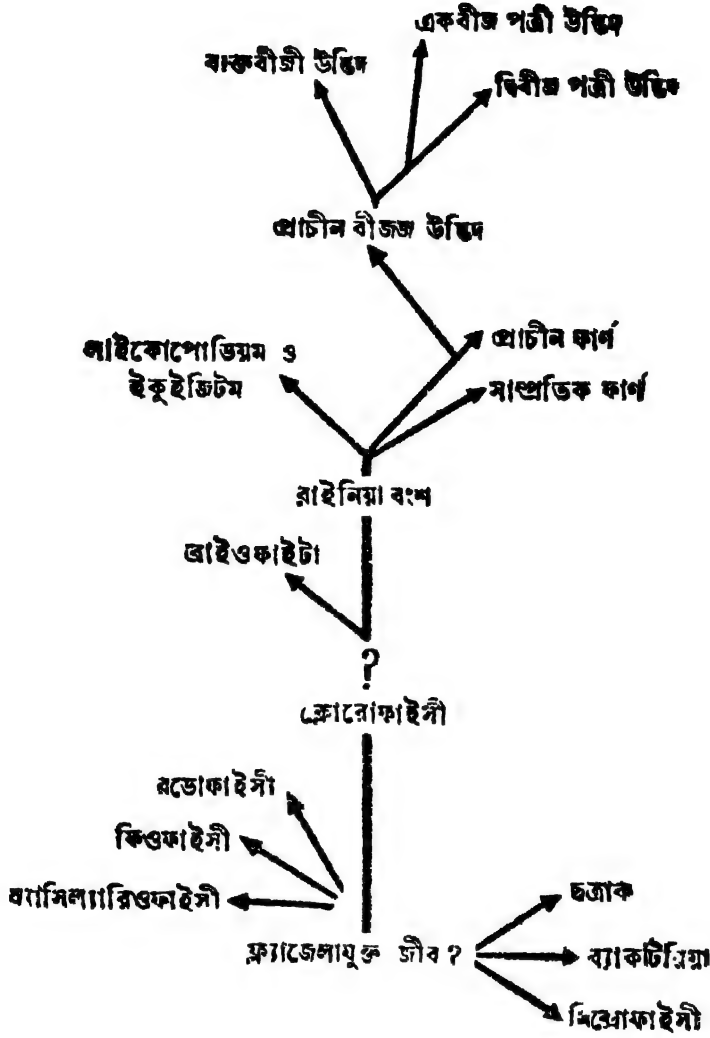 একবীজ পত্রী উদ্ভিদ
ব্যক্তবীজী উদ্ভিদ
দ্বিবীজ পত্রী উদ্ভিদ
প্রাচীন বীজজ উদ্ভিদ
প্রাচীন ফার্ণ
লাইকোপোডিয়ম ও
ইকুইজিটম
সাম্প্রতিক ফার্ণ
রাইনিয়া বংশ
ব্রাইওফাইটা
?
ক্লোরোফাইসী
রডোফাইসী
ফিওফাইসী
ব্যাসিল্যারিওফাইসী
ছত্রাক
ফ্ল্যাজেলাযুক্ত জীব ?
ব্যাকটিরিয়া
মিক্সোফাইসী